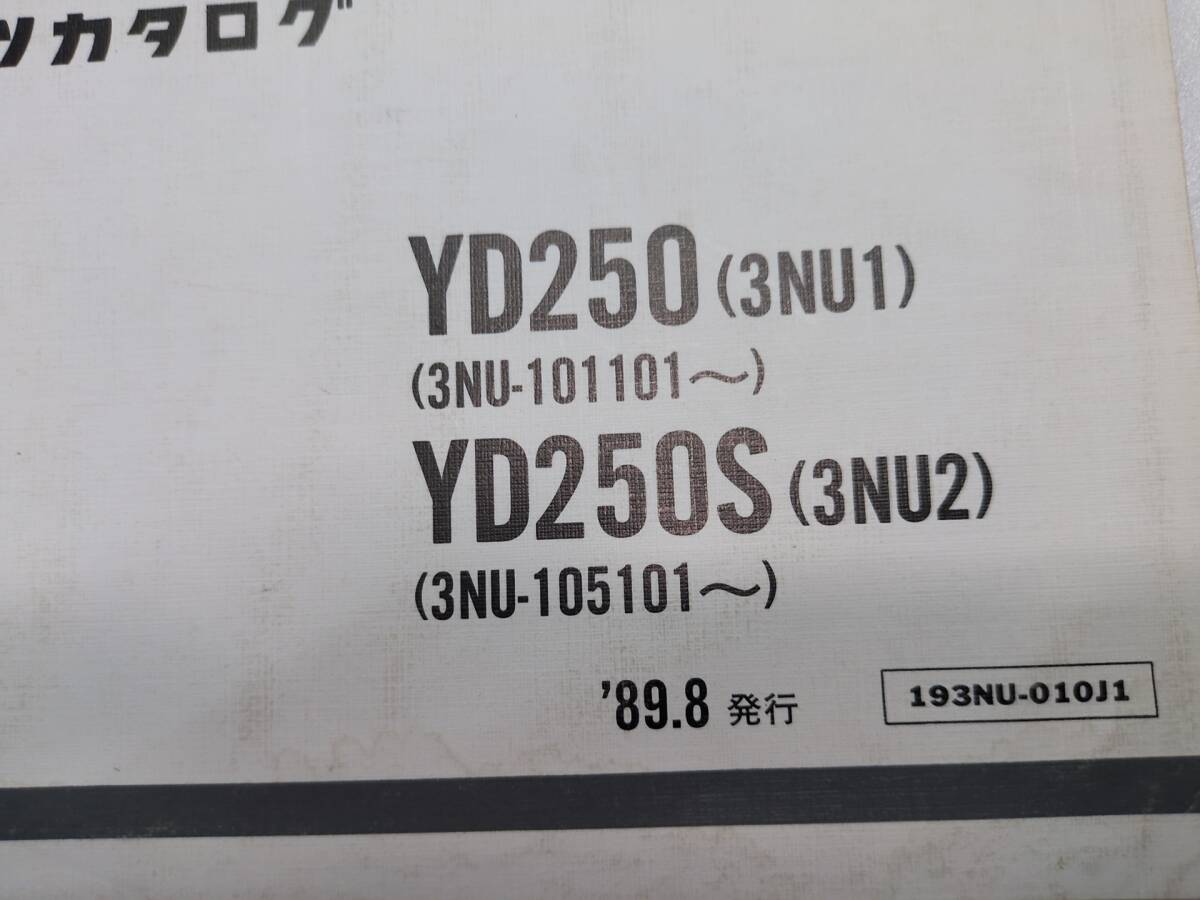 ツカタログ
YD250 (3NU1)
(3NU-101101～)
YD250S (3NU2)
(3NU-105101～)
'89.8 発行
193NU-010J1